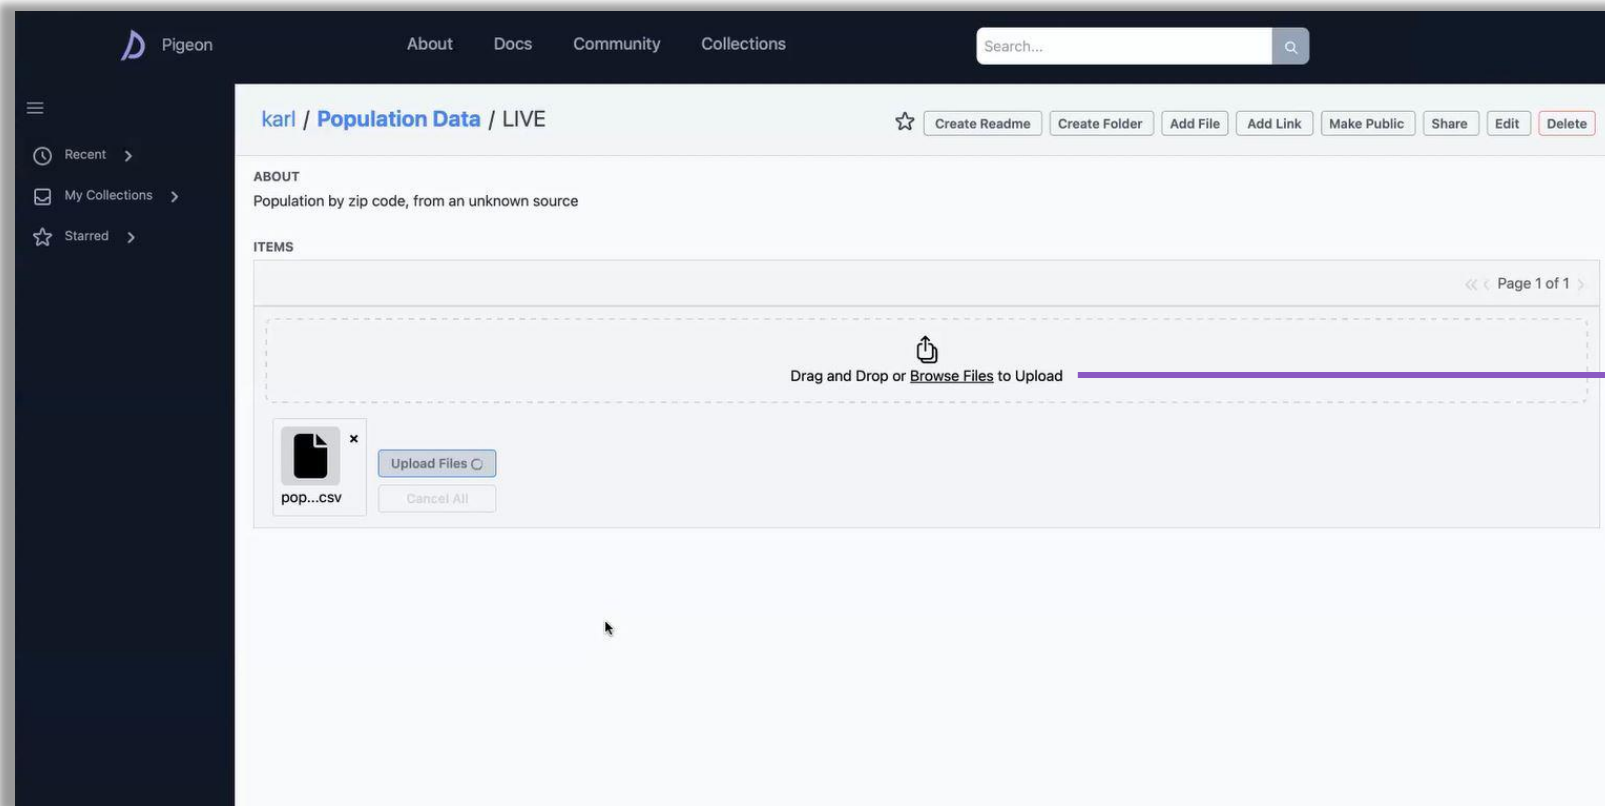 Pigeon About Docs Community Collections Search...
karl / Population Data / LIVE Create Readme Create Folder Add File Add Link Make Public Share Edit Delete
Recent
My Collections
Starred
ABOUT
Population by zip code, from an unknown source
ITEMS
Page 1 of 1
Drag and Drop or Browse Files to Upload
Upload Files
Cancel All
pop...csv